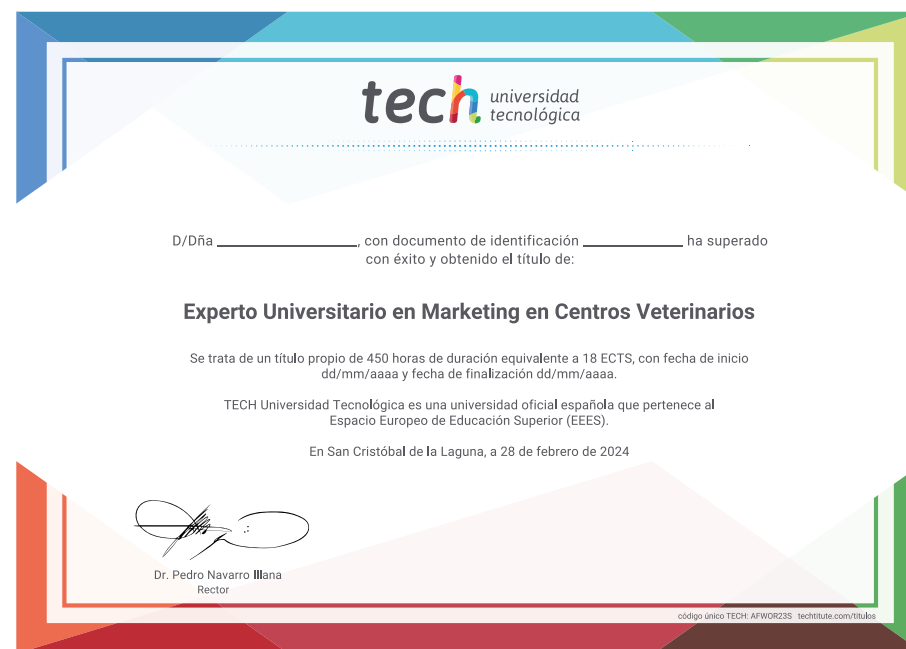 tech universidad
tecnológica
D/Dña ____________________, con documento de identificación ______________ ha superado
con éxito y obtenido el título de:
Experto Universitario en Marketing en Centros Veterinarios
Se trata de un título propio de 450 horas de duración equivalente a 18 ECTS, con fecha de inicio
dd/mm/aaaa y fecha de finalización dd/mm/aaaa.
TECH Universidad Tecnológica es una universidad oficial española que pertenece al
Espacio Europeo de Educación Superior (EEES).
En San Cristóbal de la Laguna, a 28 de febrero de 2024
Dr. Pedro Navarro Illana
Rector
código único TECH: AFWOR23S techtitute.com/titulos